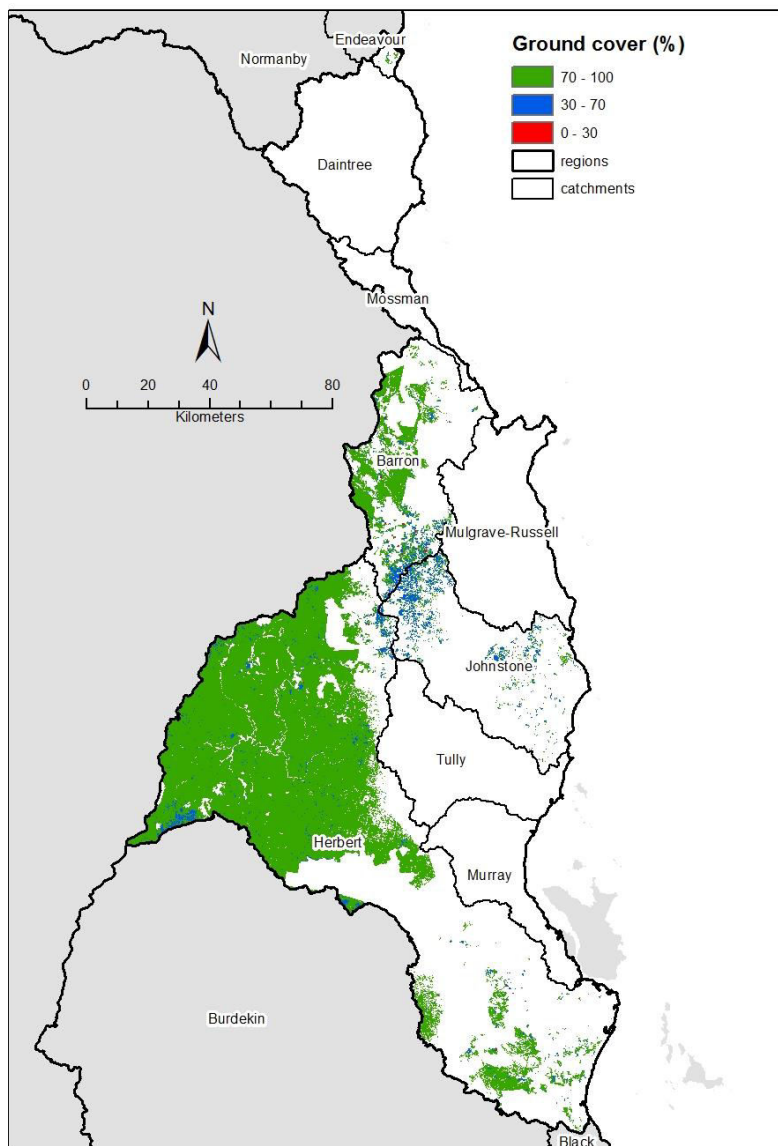 Endeavour
Normanby
Ground cover (%)
70 - 100
30 - 70
0 - 30
regions
catchments
Daintree
Mossman
N
0 20 40 80
Kilometers
Barron
Mulgrave-Russell
Johnstone
Tully
Herbert
Murray
Burdekin
Black